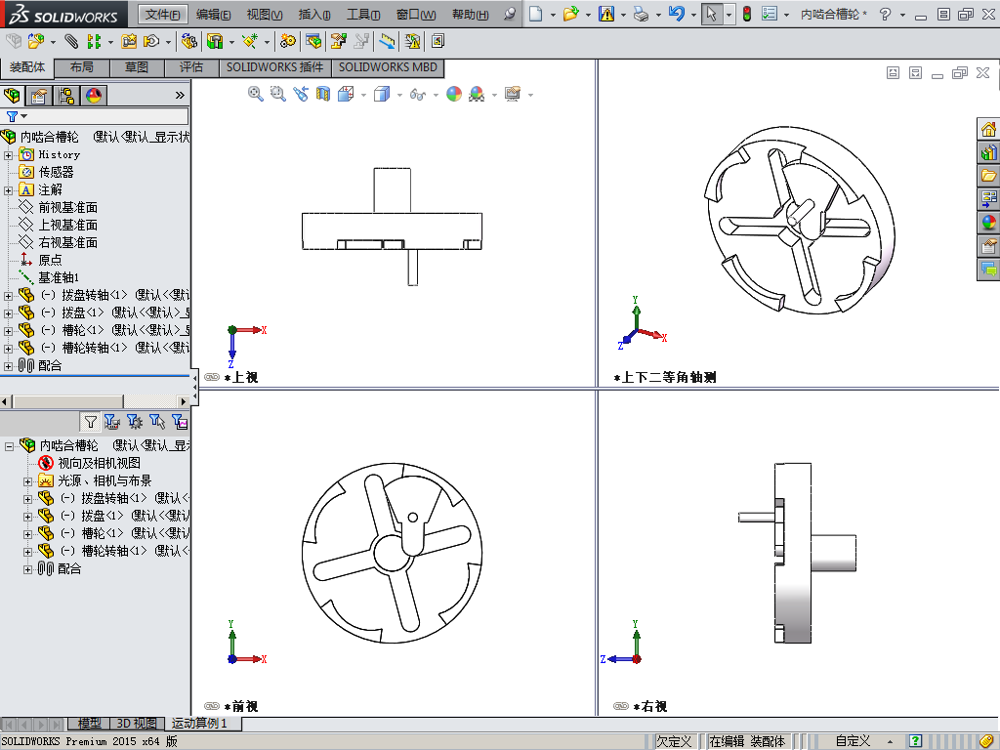 SOLIDWORKS 文件(F) 编辑(E) 视图(V) 插入(I) 工具(T) 窗口(W) 帮助(H) 内啮合槽轮 *
装配体 布局 草图 评估 SOLIDWORKS 插件 SOLIDWORKS MBD
内啮合槽轮 (默认<默认_显示状
History
传感器
注解
前视基准面
上视基准面
右视基准面
原点
基准轴1
(-) 拨盘转轴<1> (默认<<默认
(-) 拨盘<1> (默认<<默认>_显
(-) 槽轮<1> (默认<<默认>_显
(-) 槽轮转轴<1> (默认<<默认
配合
内啮合槽轮 (默认<默认_显示
视向及相机视图
光源、相机与布景
(-) 拨盘转轴<1> (默认<
(-) 拨盘<1> (默认<<默认
(-) 槽轮<1> (默认<<默认
(-) 槽轮转轴<1> (默认<
配合
X
Z
*上视
Y
X
Z
*上下二等角轴测
Y
X
*前视
Y
Z
*右视
模型 3D 视图 运动算例1
SOLIDWORKS Premium 2015 x64 版 欠定义 在编辑 装配体 自定义